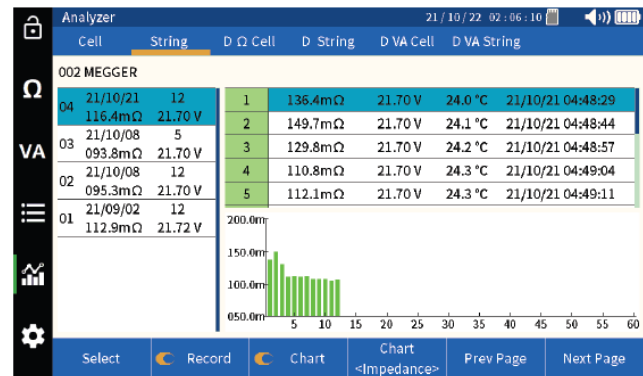 Analyzer 21/10/22 02:06:10
Cell String D Ω Cell D String D VA Cell D VA String
Ω
VA
002 MEGGER
04 21/10/21 12
116.4mΩ 21.70 V
03 21/10/08 5
093.8mΩ 21.70 V
02 21/10/08 12
095.3mΩ 21.70 V
01 21/09/02 12
112.9mΩ 21.72 V
1 136.4mΩ 21.70 V 24.0 °C 21/10/21 04:48:29
2 149.7mΩ 21.70 V 24.1 °C 21/10/21 04:48:44
3 129.8mΩ 21.70 V 24.2 °C 21/10/21 04:48:57
4 110.8mΩ 21.70 V 24.3 °C 21/10/21 04:49:04
5 112.1mΩ 21.70 V 24.3 °C 21/10/21 04:49:11
200.0m
150.0m
100.0m
050.0m
5 10 15 20 25 30 35 40 45 50 55 60
Select Record Chart Chart Prev Page Next Page
<Impedance>